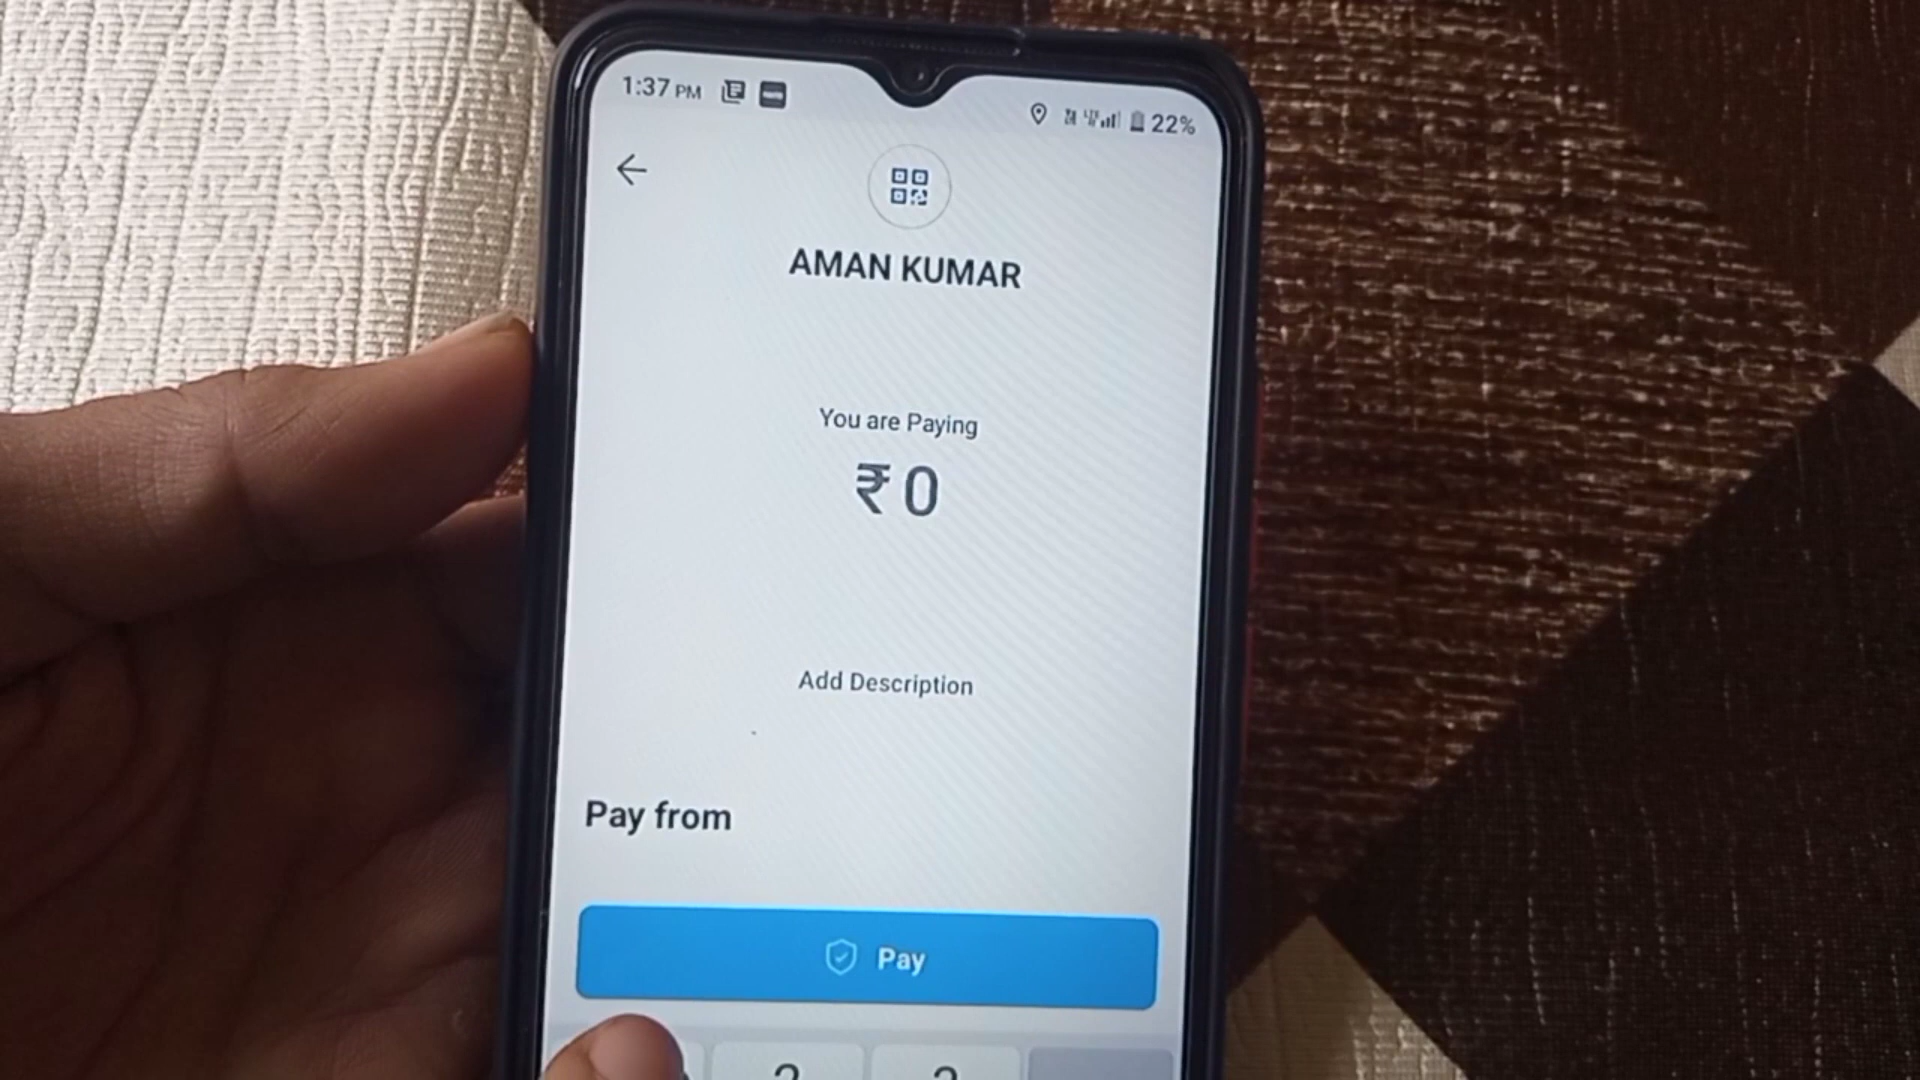 1:37 PM
22%
AMAN KUMAR
You are Paying
₹0
Add Description
Pay from
Pay